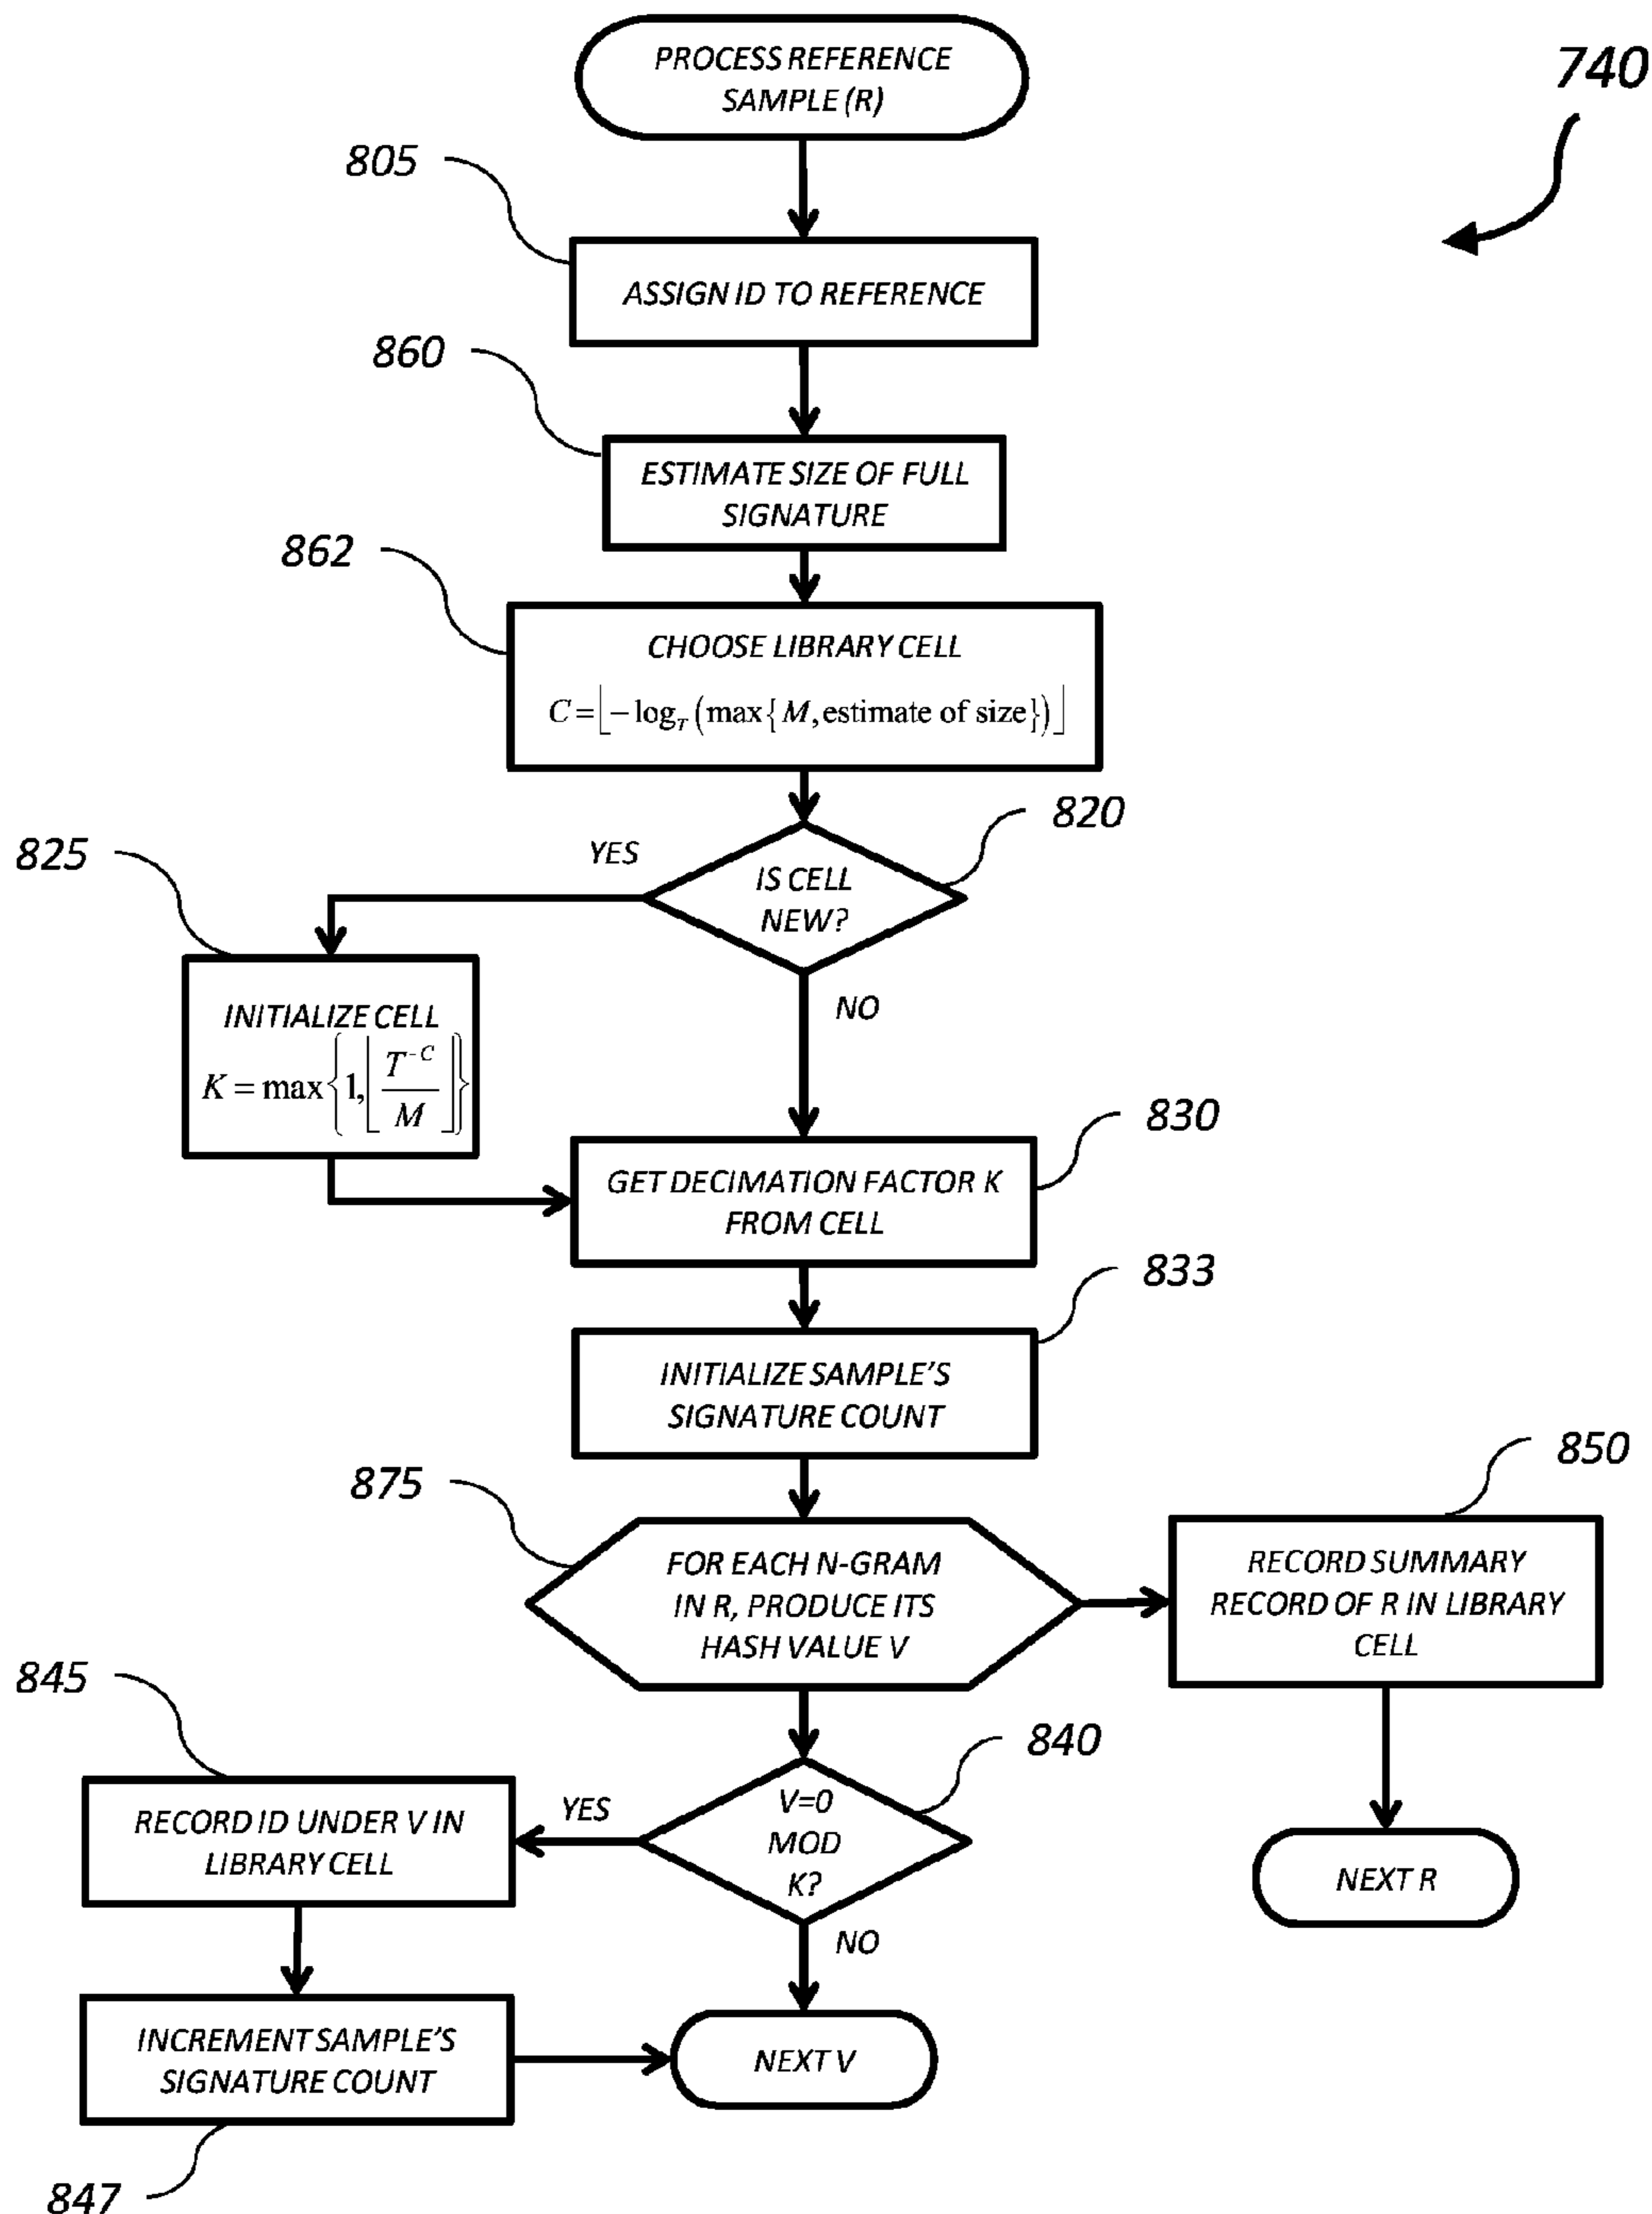 PROCESS REFERENCE
SAMPLE (R)
740
805
ASSIGN ID TO REFERENCE
860
ESTIMATE SIZE OF FULL
SIGNATURE
862
CHOOSE LIBRARY CELL
C = ⌊−log_T (max{M, estimate of size})⌋
820
825
YES
IS CELL
NEW?
NO
INITIALIZE CELL
K = max{1, ⌊T^-C / M⌋}
830
GET DECIMATION FACTOR K
FROM CELL
833
INITIALIZE SAMPLE'S
SIGNATURE COUNT
850
875
FOR EACH N-GRAM
IN R, PRODUCE ITS
HASH VALUE V
RECORD SUMMARY
RECORD OF R IN LIBRARY
CELL
845
840
RECORD ID UNDER V IN
LIBRARY CELL
YES
V=0
MOD
K?
NO
NEXT R
INCREMENT SAMPLE'S
SIGNATURE COUNT
NEXT V
847